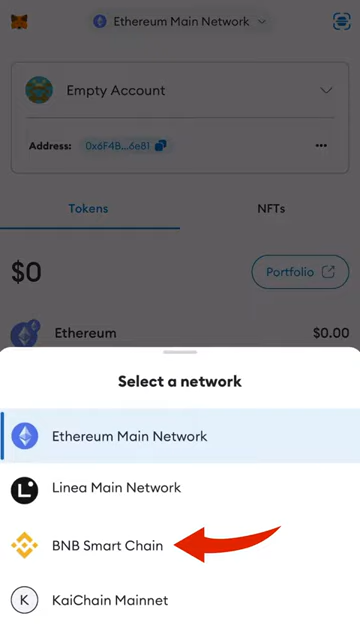 Ethereum Main Network
Empty Account
Address: 0x6F4B...6e81
Tokens NFTs
$0 Portfolio
Ethereum $0.00
Select a network
Ethereum Main Network
L Linea Main Network
BNB Smart Chain
K KaiChain Mainnet